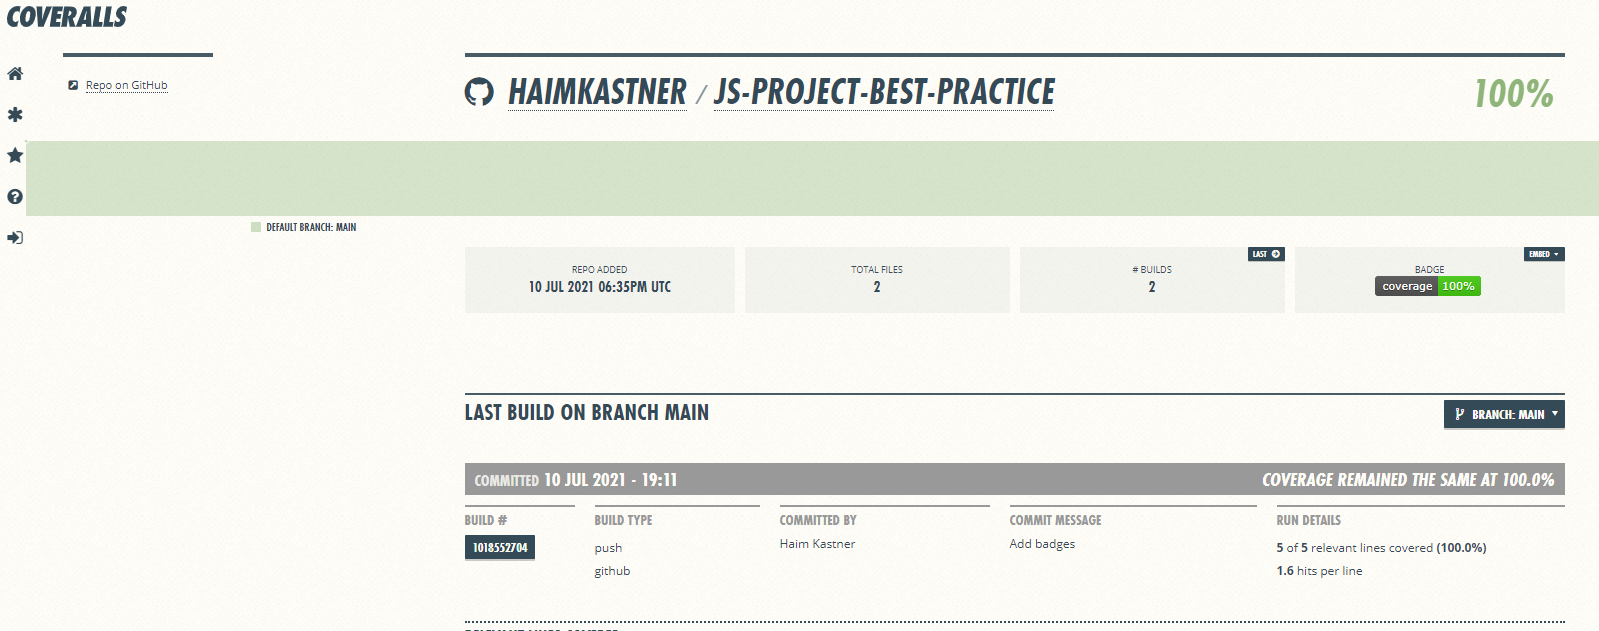 COVERALLS
Repo on GitHub
HAIMKASTNER / JS-PROJECT-BEST-PRACTICE
100%
DEFAULT BRANCH: MAIN
REPO ADDED
10 JUL 2021 06:35PM UTC
TOTAL FILES
2
LAST
# BUILDS
2
EMBED
BADGE
coverage 100%
LAST BUILD ON BRANCH MAIN
BRANCH: MAIN
COMMITTED 10 JUL 2021 - 19:11
COVERAGE REMAINED THE SAME AT 100.0%
BUILD #
1018552704
BUILD TYPE
push
github
COMMITTED BY
Haim Kastner
COMMIT MESSAGE
Add badges
RUN DETAILS
5 of 5 relevant lines covered (100.0%)
1.6 hits per line